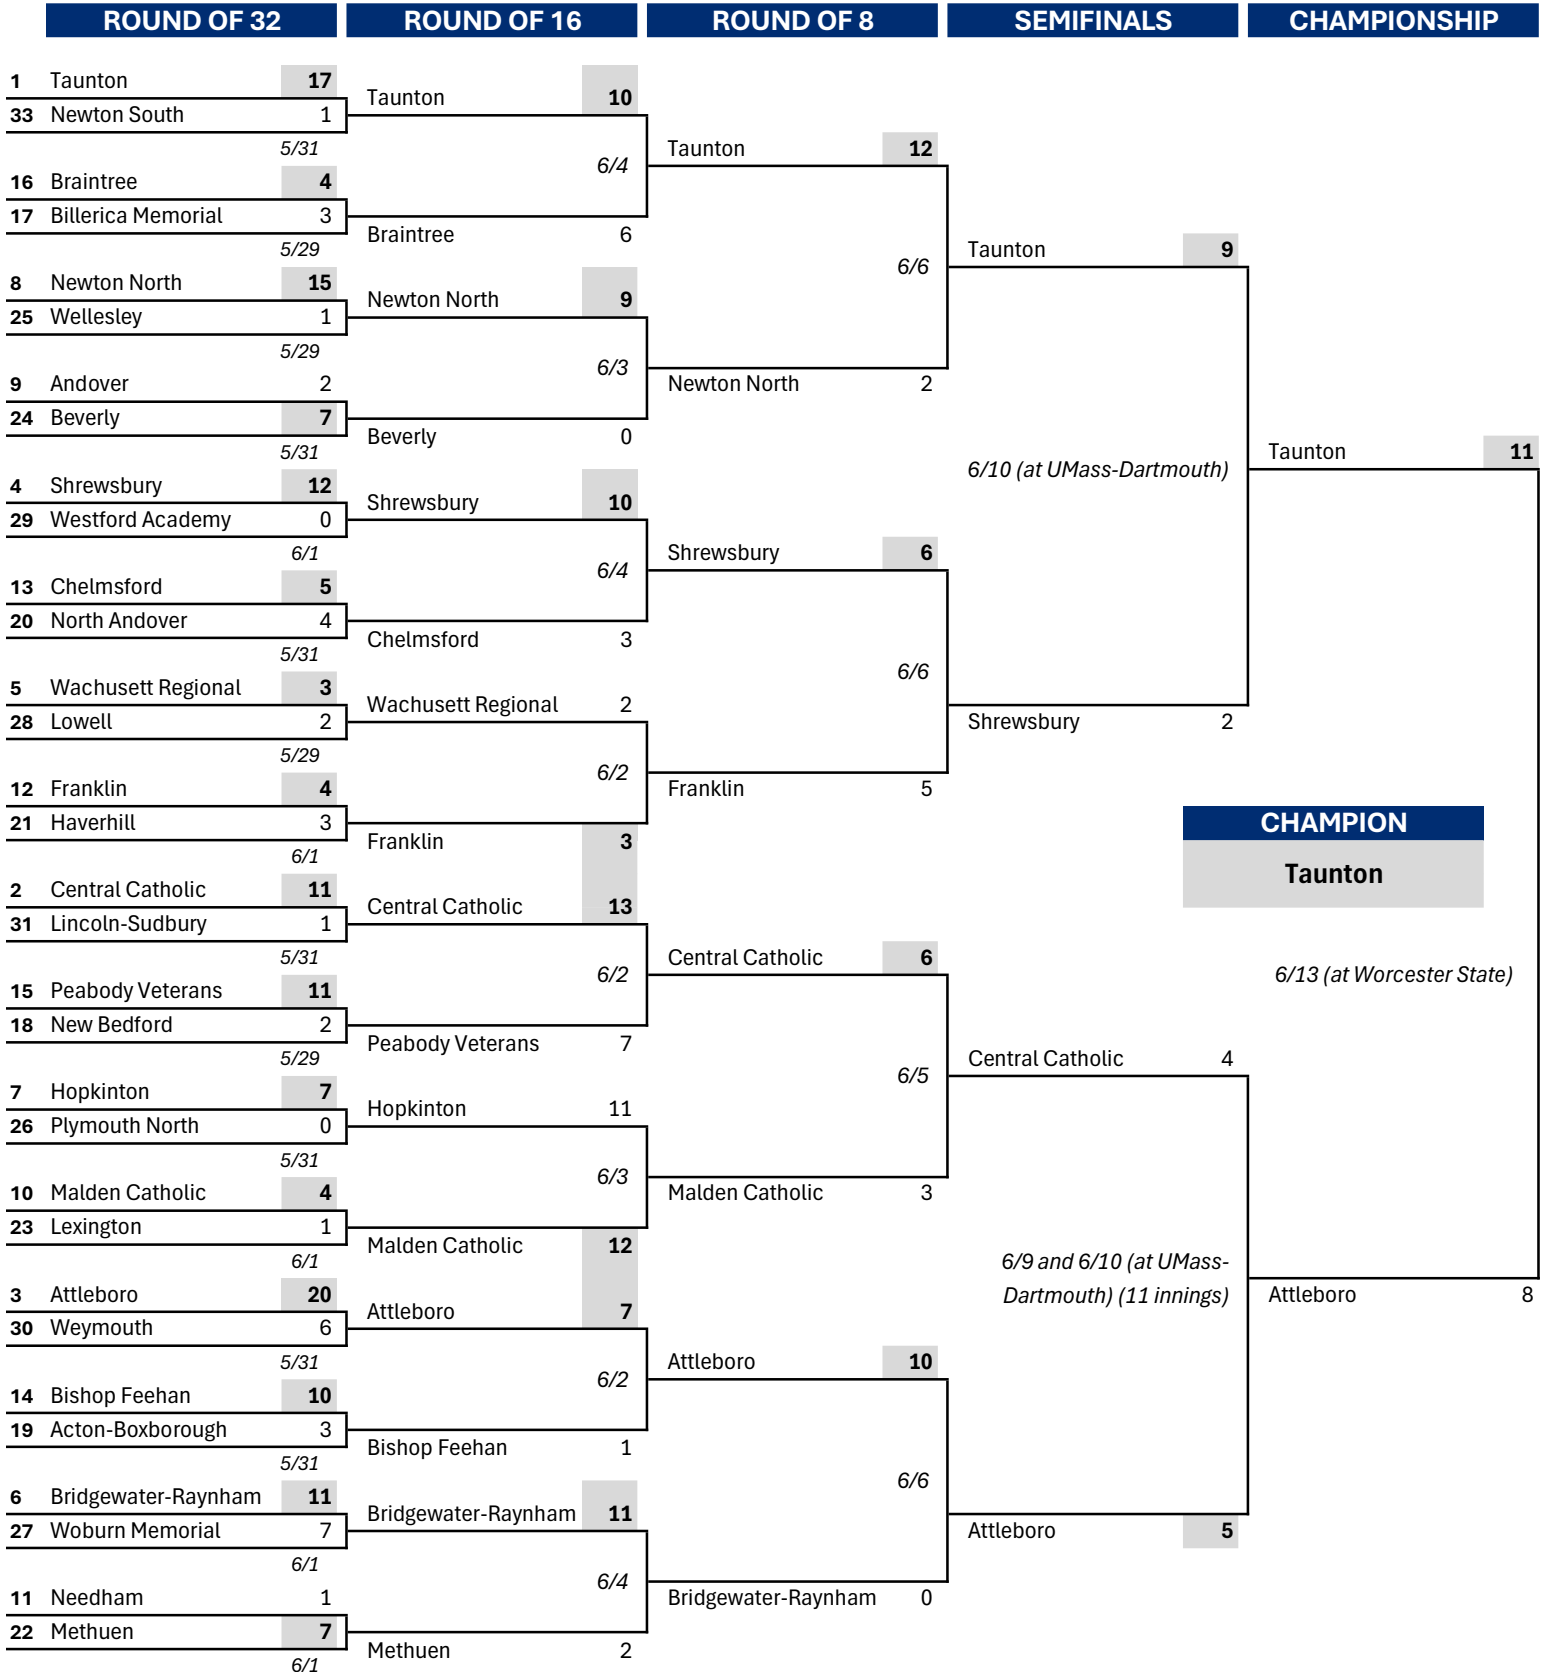 ROUND OF 32 ROUND OF 16 ROUND OF 8 SEMIFINALS CHAMPIONSHIP
1 Taunton 17
33 Newton South 1
5/31
16 Braintree 4
17 Billerica Memorial 3
5/29
8 Newton North 15
25 Wellesley 1
5/29
9 Andover 2
24 Beverly 7
5/31
4 Shrewsbury 12
29 Westford Academy 0
6/1
13 Chelmsford 5
20 North Andover 4
5/31
5 Wachusett Regional 3
28 Lowell 2
5/29
12 Franklin 4
21 Haverhill 3
6/1
2 Central Catholic 11
31 Lincoln-Sudbury 1
5/31
15 Peabody Veterans 11
18 New Bedford 2
5/29
7 Hopkinton 7
26 Plymouth North 0
5/31
10 Malden Catholic 4
23 Lexington 1
6/1
3 Attleboro 20
30 Weymouth 6
5/31
14 Bishop Feehan 10
19 Acton-Boxborough 3
5/31
6 Bridgewater-Raynham 11
27 Woburn Memorial 7
6/1
11 Needham 1
22 Methuen 7
6/1
Taunton 10
6/4
Braintree 6
Newton North 9
6/3
Beverly 0
Shrewsbury 10
6/4
Chelmsford 3
Wachusett Regional 2
6/2
Franklin 3
Central Catholic 13
6/2
Peabody Veterans 7
Hopkinton 11
6/3
Malden Catholic 12
Attleboro 7
6/2
Bishop Feehan 1
Bridgewater-Raynham 11
6/4
Methuen 2
Taunton 12
6/6
Newton North 2
Shrewsbury 6
6/6
Franklin 5
Central Catholic 6
6/5
Malden Catholic 3
Attleboro 10
6/6
Bridgewater-Raynham 0
Taunton 9
6/10 (at UMass-Dartmouth)
Shrewsbury 2
Central Catholic 4
6/9 and 6/10 (at UMass-
Dartmouth) (11 innings)
Attleboro 5
Taunton 11
CHAMPION
Taunton
6/13 (at Worcester State)
Attleboro 8